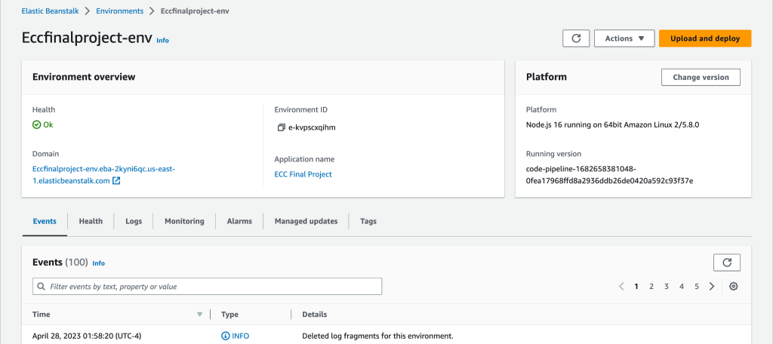 Elastic Beanstalk > Environments > Eccfinalproject-env
Eccfinalproject-env Info
Actions
Upload and deploy
Environment overview
Health
Ok
Domain
Eccfinalproject-env.eba-2kyni6qc.us-east-
1.elasticbeanstalk.com
Environment ID
e-kvpscxqihm
Application name
ECC Final Project
Platform
Change version
Platform
Node.js 16 running on 64bit Amazon Linux 2/5.8.0
Running version
code-pipeline-1682658381048-
0fea17968ffd8a2936ddb26de0420a592c93f37e
Events Health Logs Monitoring Alarms Managed updates Tags
Events (100) Info
Filter events by text, property or value
1 2 3 4 5
Time Type Details
April 28, 2023 01:58:20 (UTC-4) INFO Deleted log fragments for this environment.